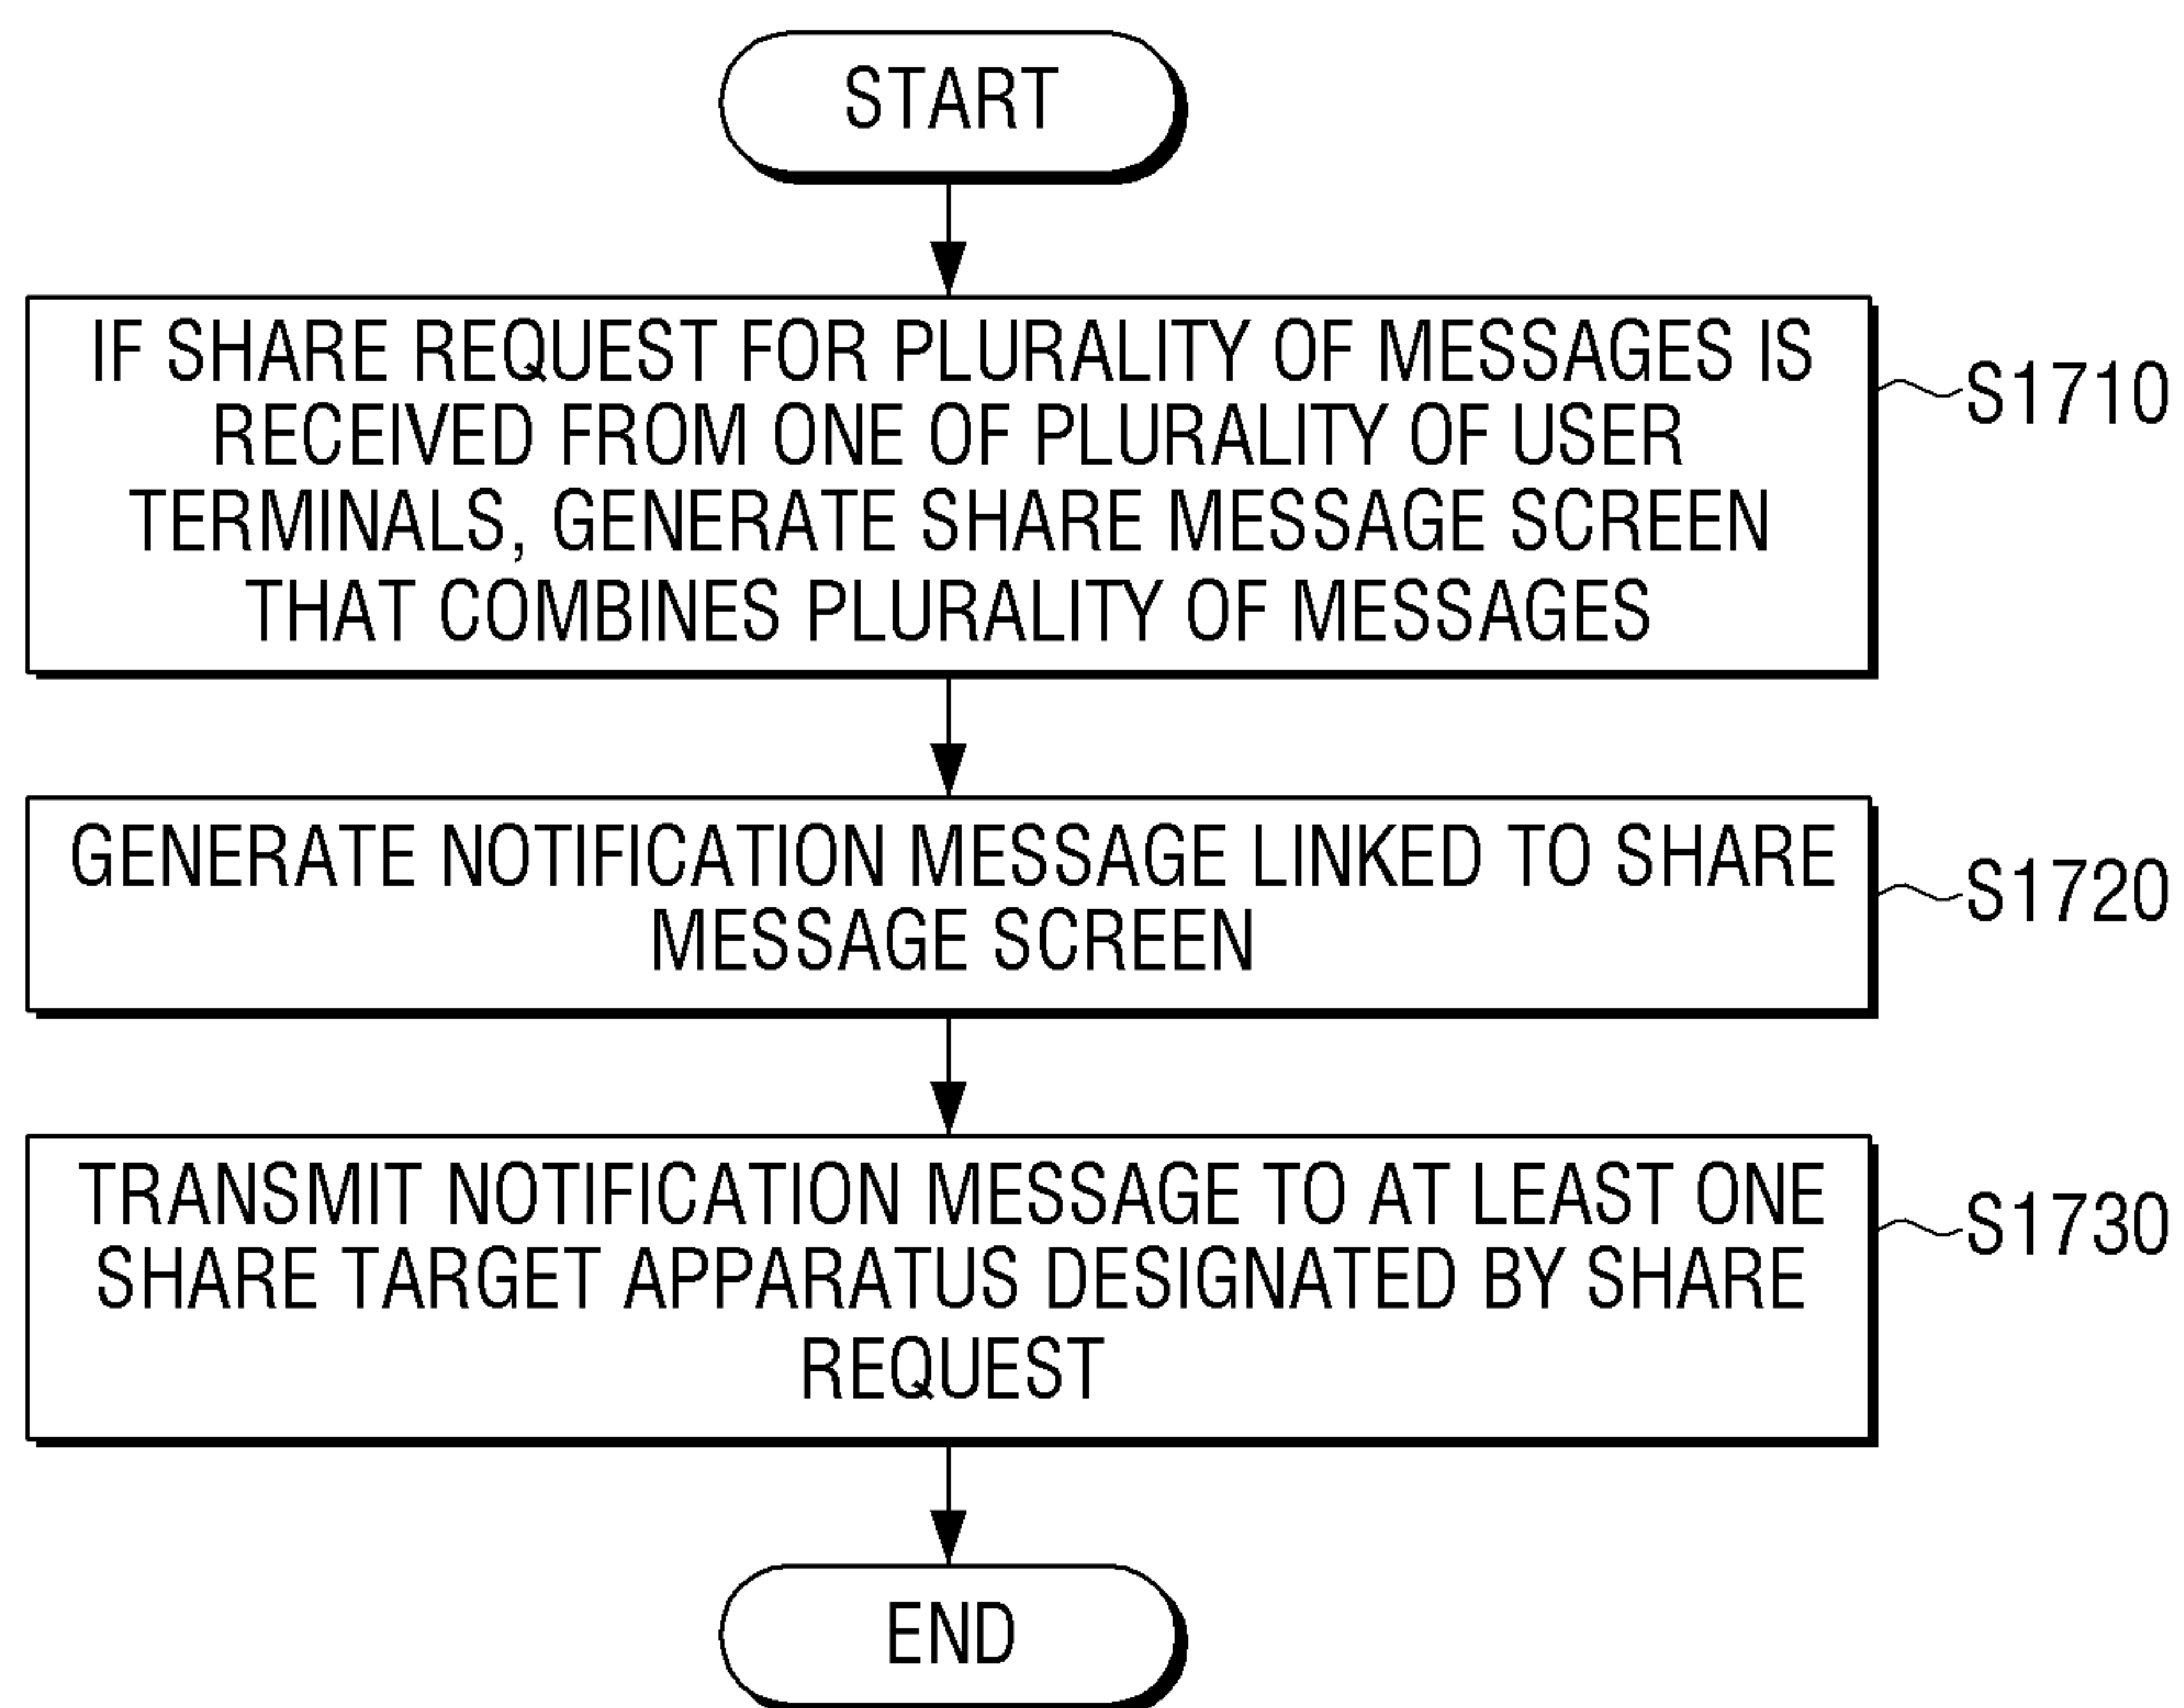 START
IF SHARE REQUEST FOR PLURALITY OF MESSAGES IS
RECEIVED FROM ONE OF PLURALITY OF USER
TERMINALS, GENERATE SHARE MESSAGE SCREEN
THAT COMBINES PLURALITY OF MESSAGES
S1710
GENERATE NOTIFICATION MESSAGE LINKED TO SHARE
MESSAGE SCREEN
S1720
TRANSMIT NOTIFICATION MESSAGE TO AT LEAST ONE
SHARE TARGET APPARATUS DESIGNATED BY SHARE
REQUEST
S1730
END